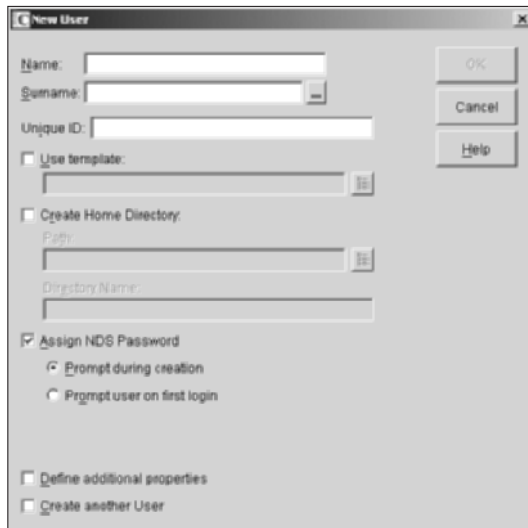 New User
Name:
OK
Surname:
Cancel
Unique ID:
Help
Use template:
Create Home Directory:
Path:
Directory Name:
Assign NDS Password
Prompt during creation
Prompt user on first login
Define additional properties
Create another User